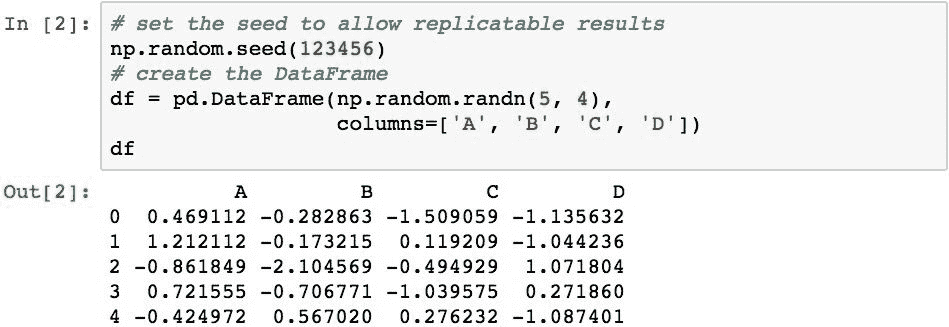 In [2]: # set the seed to allow replicatable results
np.random.seed(123456)
# create the DataFrame
df = pd.DataFrame(np.random.randn(5, 4),
columns=['A', 'B', 'C', 'D'])
df
Out[2]: A B C D
0 0.469112 -0.282863 -1.509059 -1.135632
1 1.212112 -0.173215 0.119209 -1.044236
2 -0.861849 -2.104569 -0.494929 1.071804
3 0.721555 -0.706771 -1.039575 0.271860
4 -0.424972 0.567020 0.276232 -1.087401